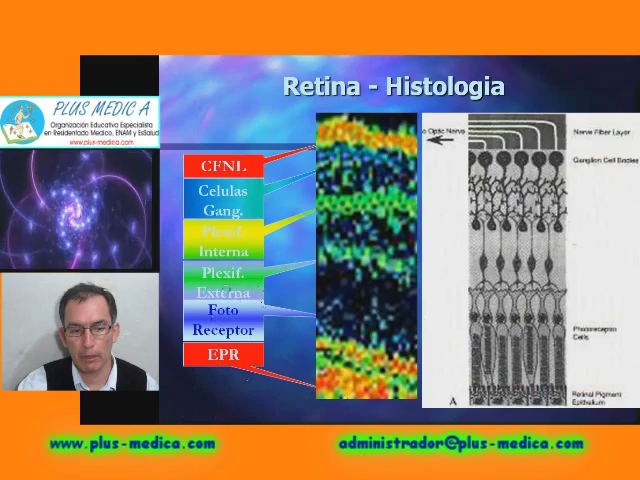 Retina - Histologia
PLUS MEDIC A
Organización Educativa Especialista
en Residentado Medico, ENAM y EsSalud
www.plus-medica.com
CFNL
Celulas
Gang.
Plexif.
Interna
Plexif.
Externa
Foto
Receptor
EPR
o Optic Nerve
Nerve Fiber Layer
Ganglion Cell Bodies
Photoreceptor
Cells
Retinal Pigment
Epithelium
A
www.plus-medica.com
administrador@plus-medica.com